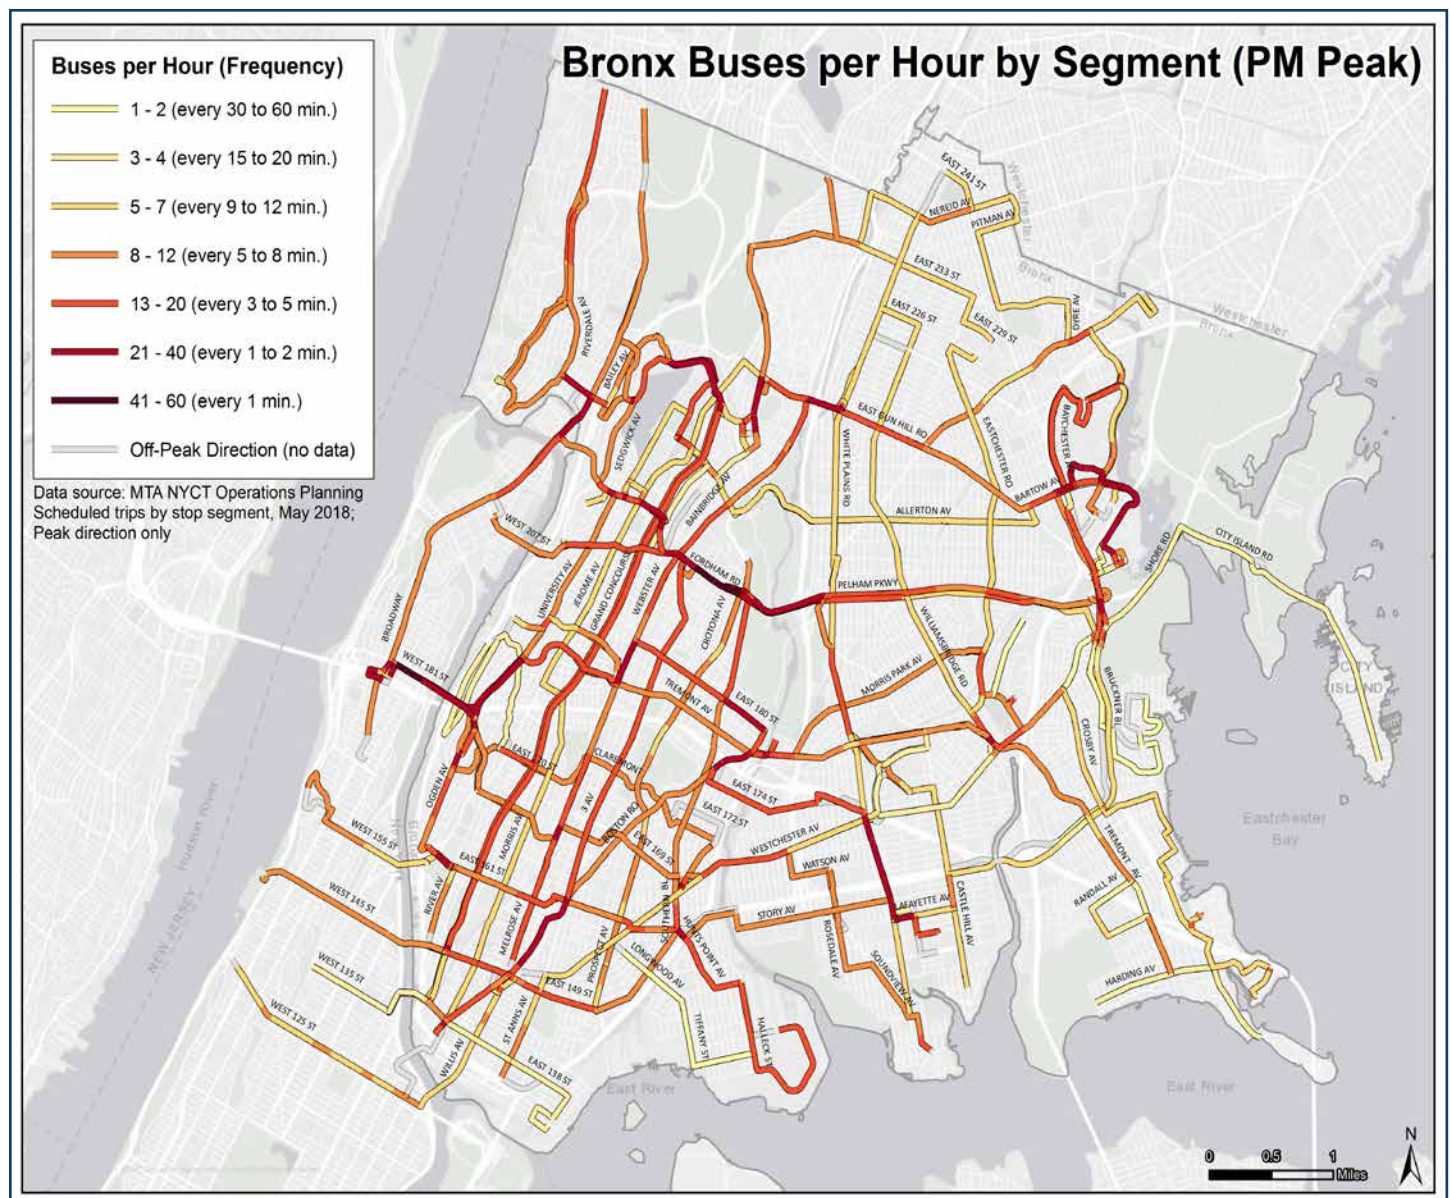 Bronx Buses per Hour by Segment (PM Peak)
Buses per Hour (Frequency)
1 - 2 (every 30 to 60 min.)
3 - 4 (every 15 to 20 min.)
5 - 7 (every 9 to 12 min.)
8 - 12 (every 5 to 8 min.)
13 - 20 (every 3 to 5 min.)
21 - 40 (every 1 to 2 min.)
41 - 60 (every 1 min.)
Off-Peak Direction (no data)
Data source: MTA NYCT Operations Planning
Scheduled trips by stop segment, May 2018;
Peak direction only
EAST 241 ST
NEREID AV
PITMAN AV
Westchester
Bronx
EAST 233 ST
EAST 226 ST
EAST 229 ST
DYRE AV
Westchester
Bronx
RIVERDALE AV
BAILEY AV
SEDGWICK AV
EAST GUN HILL RD
WHITE PLAINS RD
EASTCHESTER RD
BARTOW AV
BAINBRIDGE AV
ALLERTON AV
WEST 207 ST
FORDHAM RD
PELHAM PKWY
SHORE RD
CITY ISLAND RD
UNIVERSITY AV
JEROME AV
GRAND CONCOURSE
WEBSTER AV
CROTONA AV
BROADWAY
WEST 181 ST
WILLIAMSBRIDGE RD
MORRIS PARK AV
TREMONT AV
EAST 180 ST
BRUCKNER BL
CROSBY AV
CITY
ISLAND
OGDEN AV
CLAREMONT
3 AV
BOSTON RD
EAST 174 ST
EAST 172 ST
EAST 169 ST
WESTCHESTER AV
WATSON AV
WEST 155 ST
EAST 161 ST
MORRIS AV
RIVER AV
MELROSE AV
PROSPECT AV
SOUTHERN BL
STORY AV
LAFAYETTE AV
CASTLE HILL AV
ROSEDALE AV
SOUNDVIEW AV
TREMONT AV
RANDALL AV
HARDING AV
Eastchester
Bay
WEST 145 ST
WEST 135 ST
WEST 125 ST
EAST 149 ST
LONGWOOD AV
HUNTS POINT AV
TIFFANY ST
HALLECK ST
ST ANNS AV
WILLIS AV
EAST 138 ST
Hudson River
NEW JERSEY
East River
East River
N
0 0.5 1
Miles